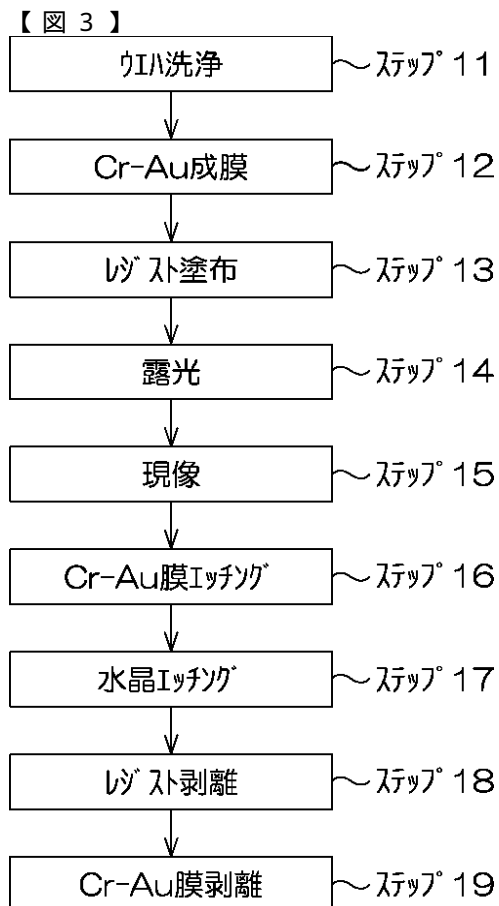 【図3】
ｳｴﾊ洗浄 ～ｽﾃｯﾌﾟ11
Cr-Au成膜 ～ｽﾃｯﾌﾟ12
ﾚｼﾞｽﾄ塗布 ～ｽﾃｯﾌﾟ13
露光 ～ｽﾃｯﾌﾟ14
現像 ～ｽﾃｯﾌﾟ15
Cr-Au膜ｴｯﾁﾝｸﾞ ～ｽﾃｯﾌﾟ16
水晶ｴｯﾁﾝｸﾞ ～ｽﾃｯﾌﾟ17
ﾚｼﾞｽﾄ剥離 ～ｽﾃｯﾌﾟ18
Cr-Au膜剥離 ～ｽﾃｯﾌﾟ19